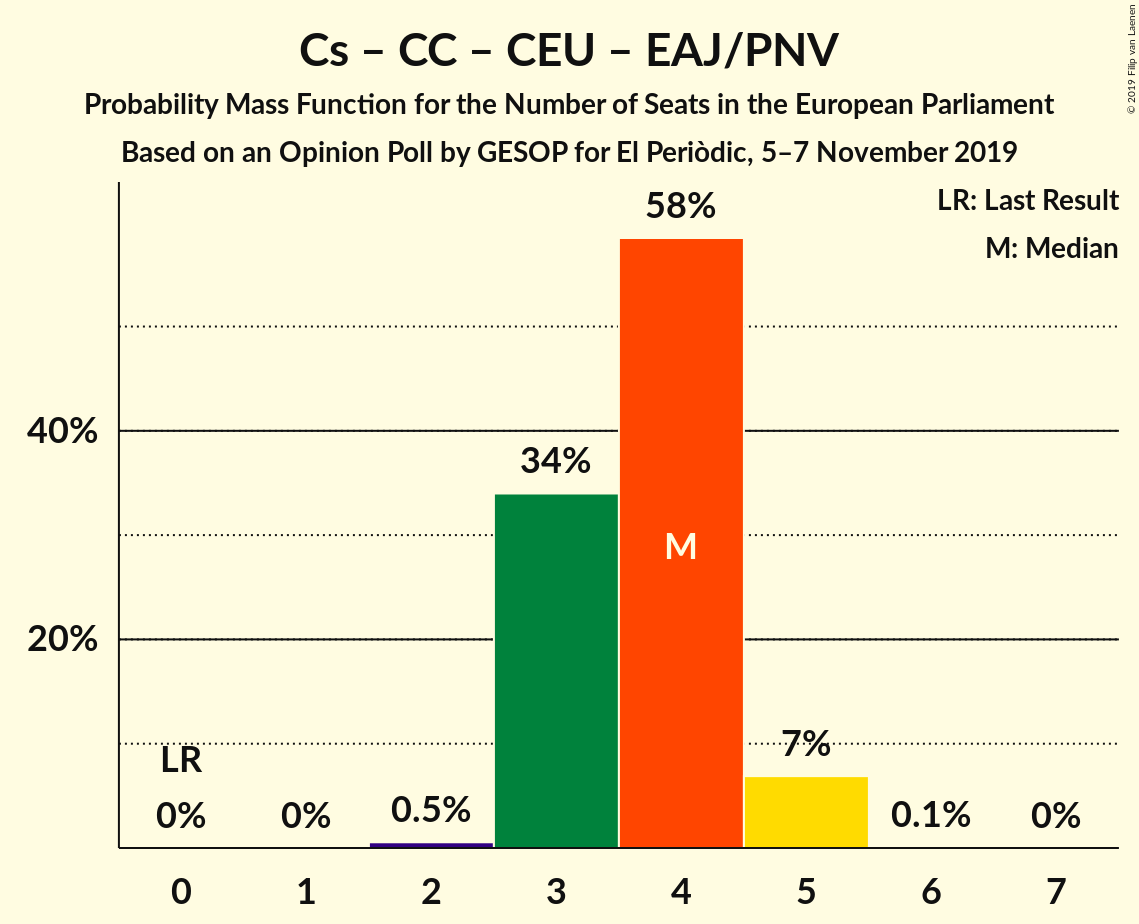 Cs – CC – CEU – EAJ/PNV
Probability Mass Function for the Number of Seats in the European Parliament
Based on an Opinion Poll by GESOP for El Periòdic, 5–7 November 2019
© 2019 Filip van Laenen
LR: Last Result
M: Median
58%
40%
34%
M
20%
7%
LR
0%
0%
0.5%
0.1%
0%
0 1 2 3 4 5 6 7